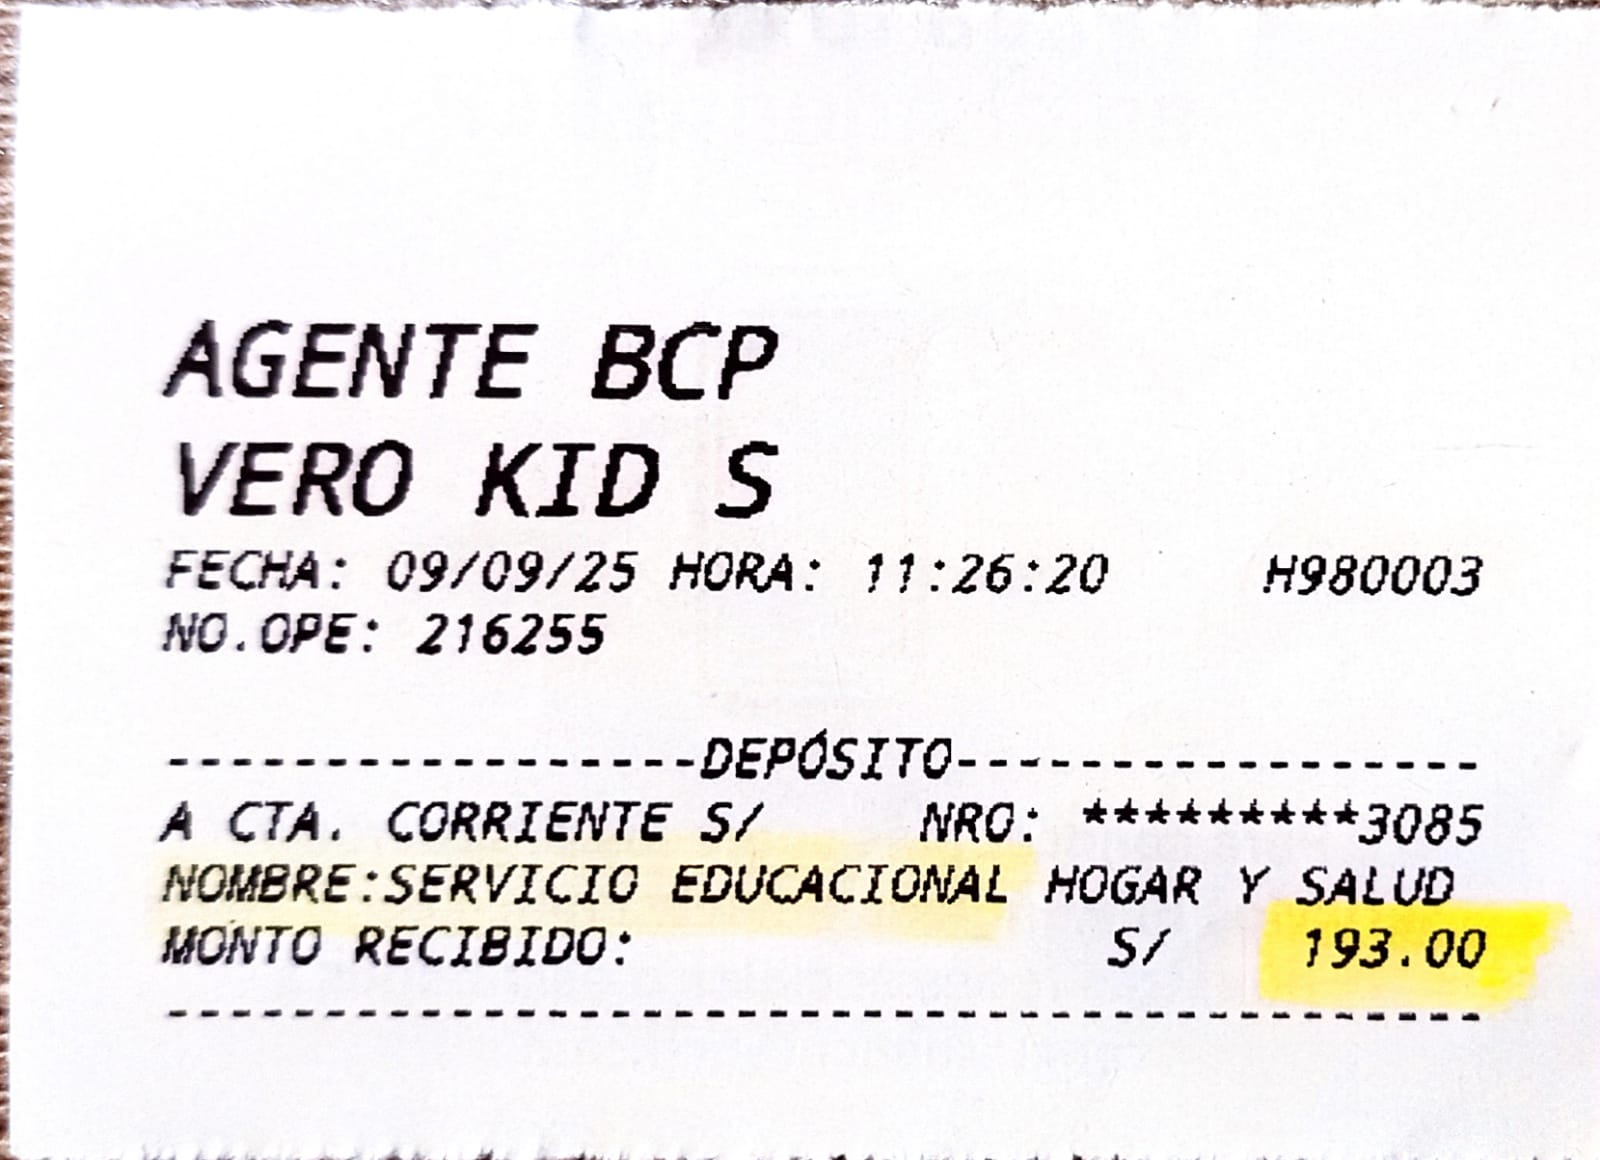 AGENTE BCP
VERO KID S
FECHA: 09/09/25 HORA: 11:26:20 H980003
NO.OPE: 216255
-----------------DEPÓSITO-----------------
A CTA. CORRIENTE S/ NRO: *********3085
NOMBRE:SERVICIO EDUCACIONAL HOGAR Y SALUD
MONTO RECIBIDO: S/ 193.00
------------------------------------------